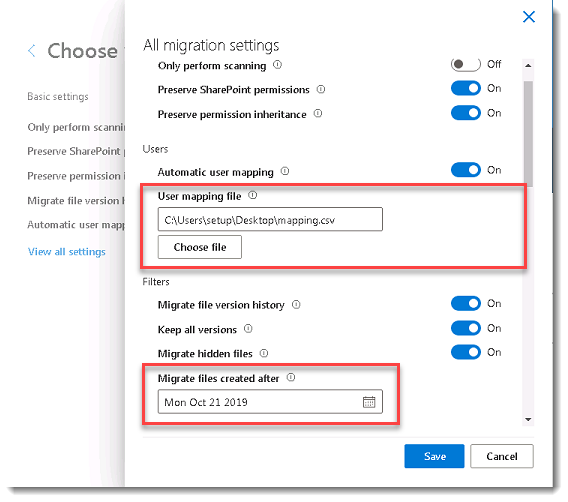 Choose
Basic settings
Only perform scannin
Preserve SharePoint
Preserve permission i
Migrate file version h
Automatic user mapp
View all settings
All migration settings
Only perform scanning
Off
Preserve SharePoint permissions
On
Preserve permission inheritance
On
Users
Automatic user mapping
On
User mapping file
C:\Users\setup\Desktop\mapping.csv
Choose file
Filters
Migrate file version history
On
Keep all versions
On
Migrate hidden files
On
Migrate files created after
Mon Oct 21 2019
Save
Cancel